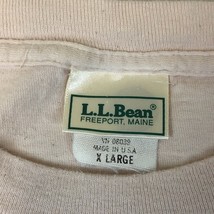 L.L.Bean®
FREEPORT, MAINE
MADE IN U.S.A
X LARGE